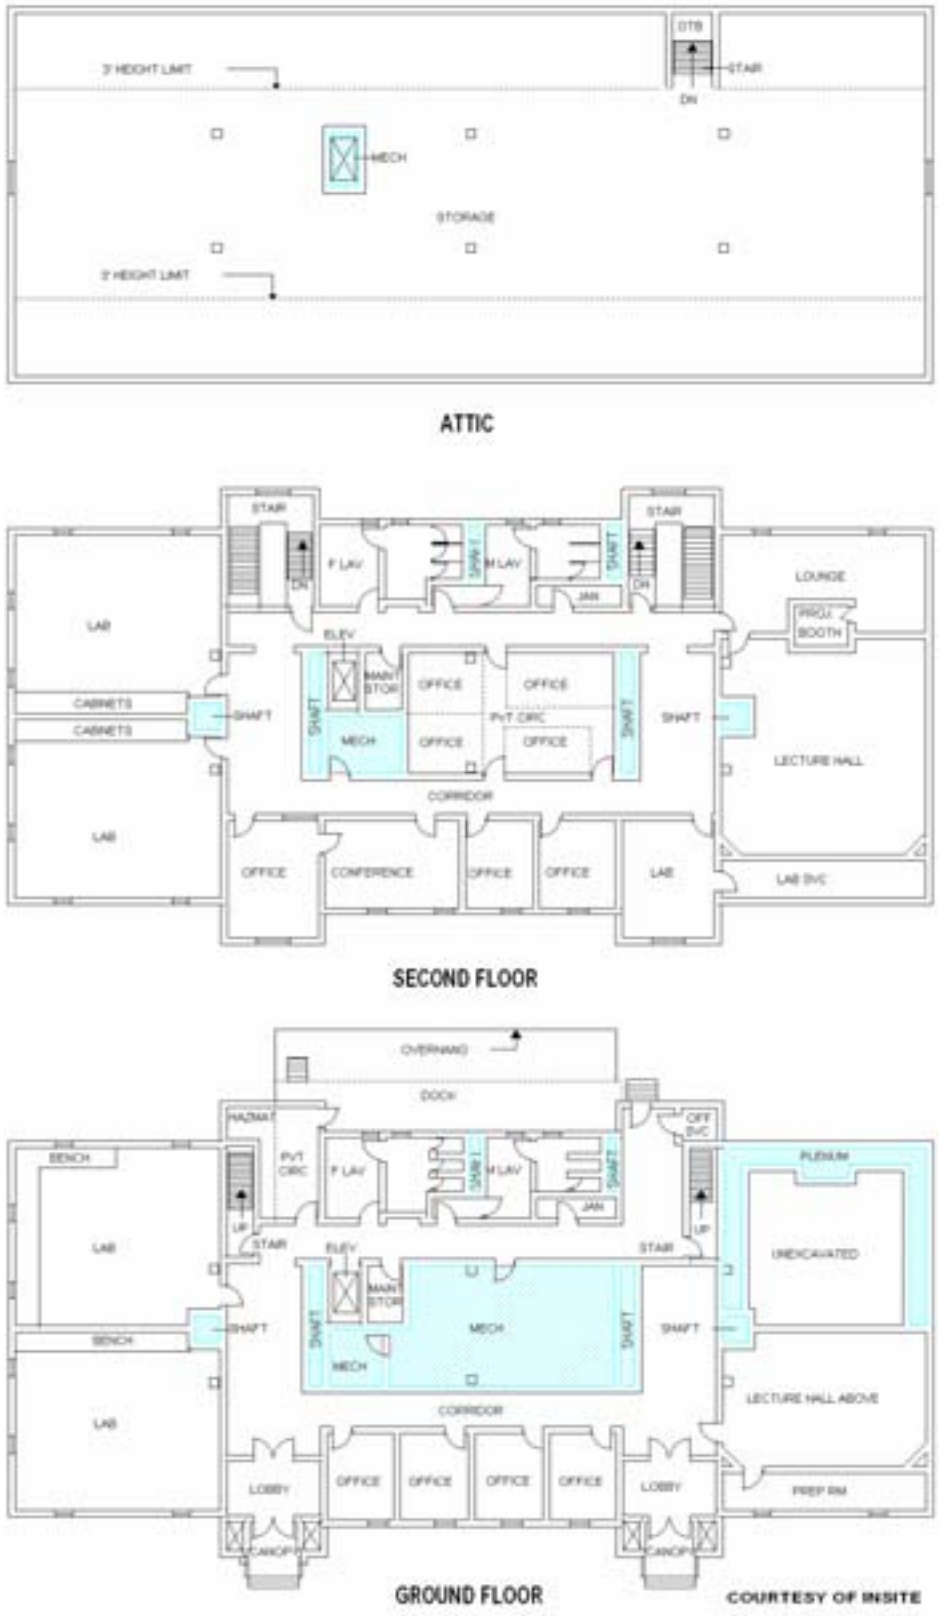 OTB
3' HEIGHT LIMIT
STAIR
DN
MECH
STORAGE
3' HEIGHT LIMIT
ATTIC
STAIR
STAIR
F LAV
SHAFT
M LAV
SHAFT
LOUNGE
DN
DN
JAN
PROJ.
BOOTH
LAB
ELEV
MAINT
STOR
OFFICE
OFFICE
CABINETS
SHAFT
SHAFT
PVT CIRC
SHAFT
SHAFT
CABINETS
MECH
OFFICE
OFFICE
LECTURE HALL
CORRIDOR
LAB
OFFICE
CONFERENCE
OFFICE
OFFICE
LAB
LAB SVC
SECOND FLOOR
OVERHANG
DOCK
HAZMAT
OFF
SVC
BENCH
PVT
CIRC
F LAV
SHAFT
M LAV
SHAFT
PLENUM
JAN
UP
UP
LAB
STAIR
ELEV
STAIR
UNEXCAVATED
MAINT
STOR
SHAFT
SHAFT
MECH
SHAFT
SHAFT
BENCH
MECH
LECTURE HALL ABOVE
CORRIDOR
LAB
LOBBY
OFFICE
OFFICE
OFFICE
OFFICE
LOBBY
PREP RM
CANOPY
CANOPY
GROUND FLOOR
COURTESY OF INSITE